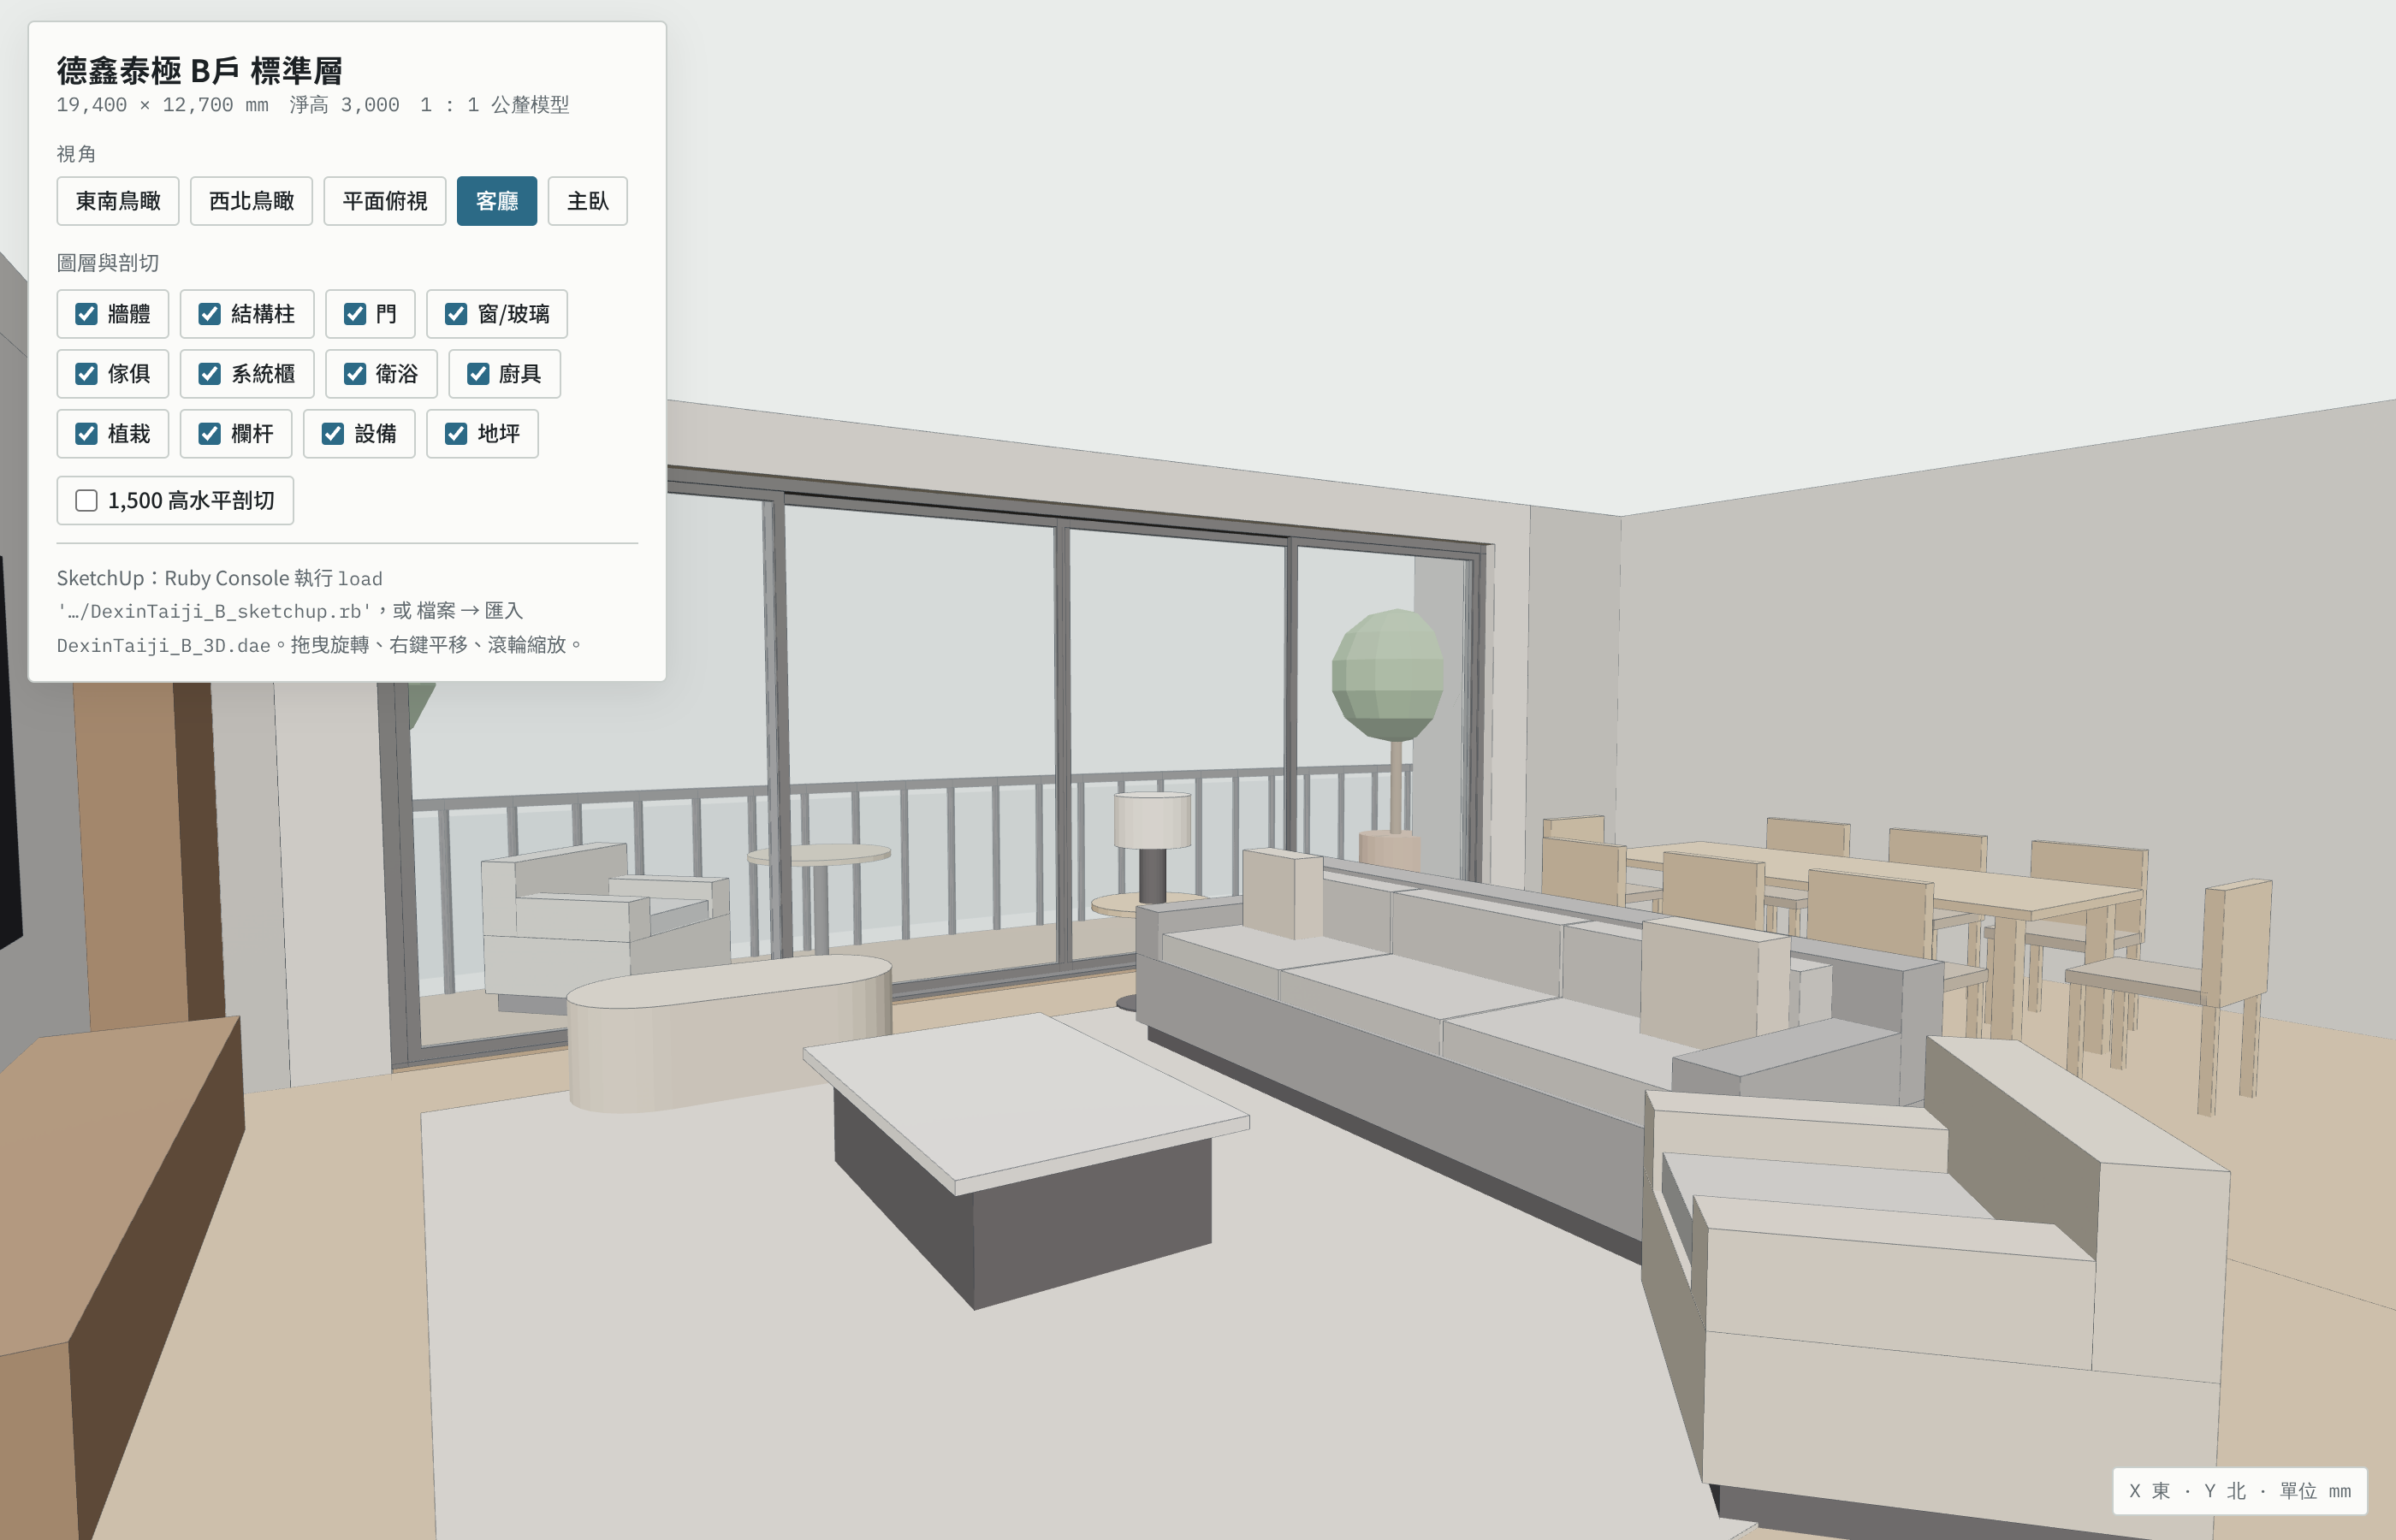 德鑫泰極 B戶 標準層
19,400 × 12,700 mm 淨高 3,000 1 : 1 公釐模型
視角
東南鳥瞰 西北鳥瞰 平面俯視 客廳 主臥
圖層與剖切
牆體 結構柱 門 窗/玻璃
傢俱 系統櫃 衛浴 廚具
植栽 欄杆 設備 地坪
1,500 高水平剖切
SketchUp：Ruby Console 執行 load
'…/DexinTaiji_B_sketchup.rb'，或 檔案 → 匯入
DexinTaiji_B_3D.dae。拖曳旋轉、右鍵平移、滾輪縮放。
X 東 · Y 北 · 單位 mm